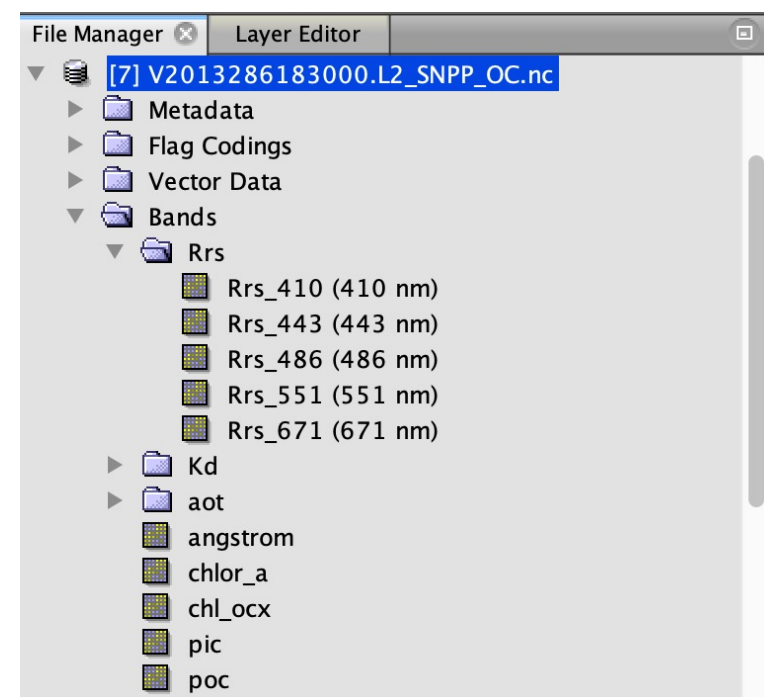 File Manager Layer Editor
[7] V2013286183000.L2_SNPP_OC.nc
Metadata
Flag Codings
Vector Data
Bands
Rrs
Rrs_410 (410 nm)
Rrs_443 (443 nm)
Rrs_486 (486 nm)
Rrs_551 (551 nm)
Rrs_671 (671 nm)
Kd
aot
angstrom
chlor_a
chl_ocx
pic
poc